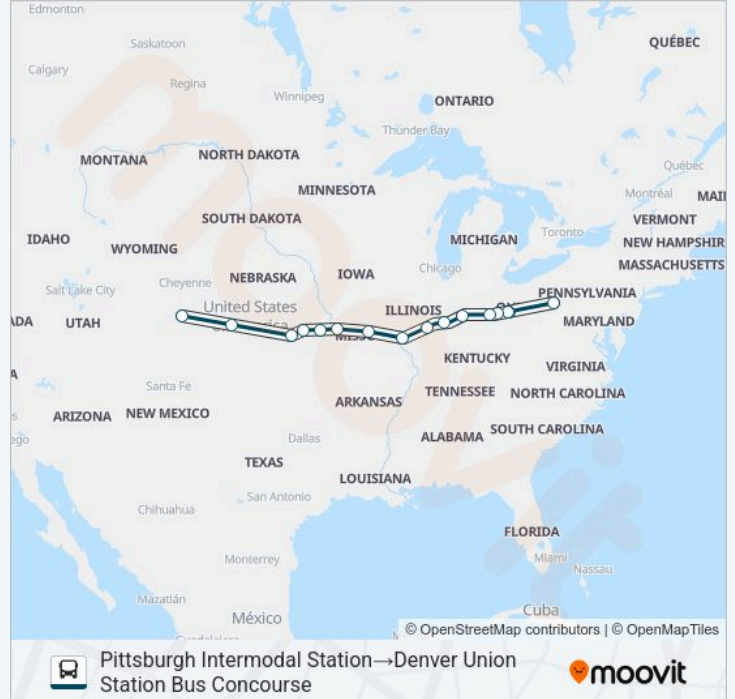 Edmonton
Saskatoon
QUÉBEC
Calgary
Regina
Winnipeg
ONTARIO
Thunder Bay
NORTH DAKOTA
MONTANA
Québec
MINNESOTA
Montréal
MAI
SOUTH DAKOTA
VERMONT
Toronto
IDAHO
MICHIGAN
NEW HAMPSHIR
WYOMING
MASSACHUSETTS
Chicago
IOWA
NEBRASKA
Cheyenne
Salt Lake City
PENNSYLVANIA
United States
ILLINOIS
ADA
UTAH
MARYLAND
KENTUCKY
VIRGINIA
A
Santa Fe
TENNESSEE
NORTH CAROLINA
ARKANSAS
ARIZONA
NEW MEXICO
SOUTH CAROLINA
Dallas
ALABAMA
ego
TEXAS
LOUISIANA
San Antonio
Chihuahua
FLORIDA
Monterrey
Miami
Nassau
Mazatlán
Cuba
México
© OpenStreetMap contributors | © OpenMapTiles
Pittsburgh Intermodal Station→Denver Union
Station Bus Concourse
moovit